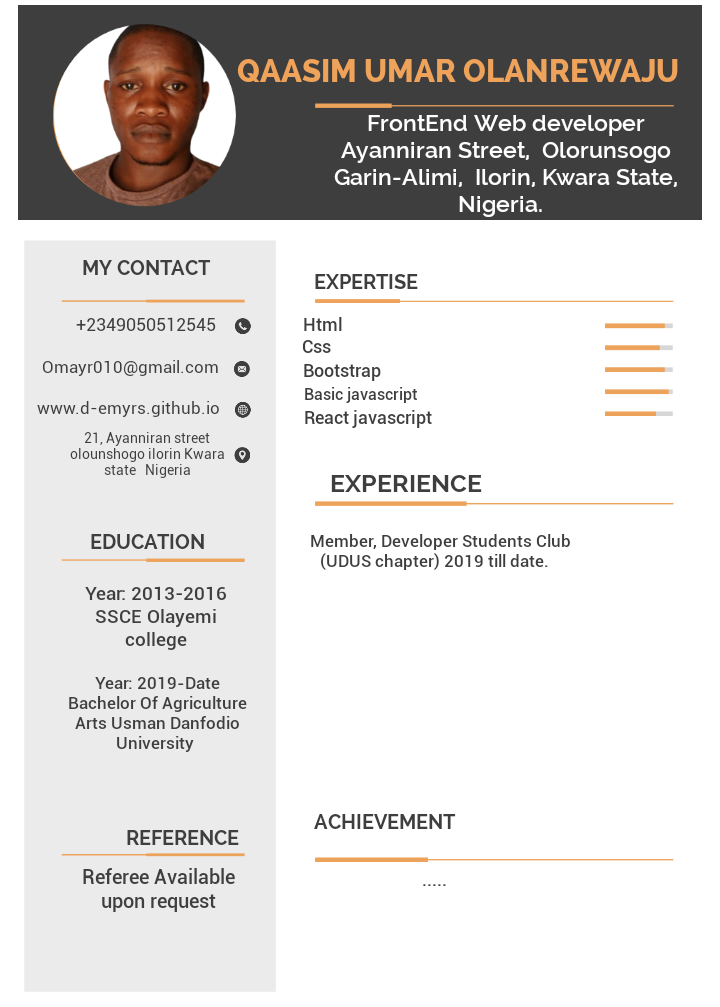 QAASIM UMAR OLANREWAJU
FrontEnd Web developer
Ayanniran Street, Olorunsogo
Garin-Alimi, Ilorin, Kwara State,
Nigeria.
MY CONTACT
+2349050512545
Omayr010@gmail.com
www.d-emyrs.github.io
21, Ayanniran street
olounshogo ilorin Kwara
state Nigeria
EDUCATION
Year: 2013-2016
SSCE Olayemi
college
Year: 2019-Date
Bachelor Of Agriculture
Arts Usman Danfodio
University
REFERENCE
Referee Available
upon request
EXPERTISE
Html
Css
Bootstrap
Basic javascript
React javascript
EXPERIENCE
Member, Developer Students Club
(UDUS chapter) 2019 till date.
ACHIEVEMENT
.....